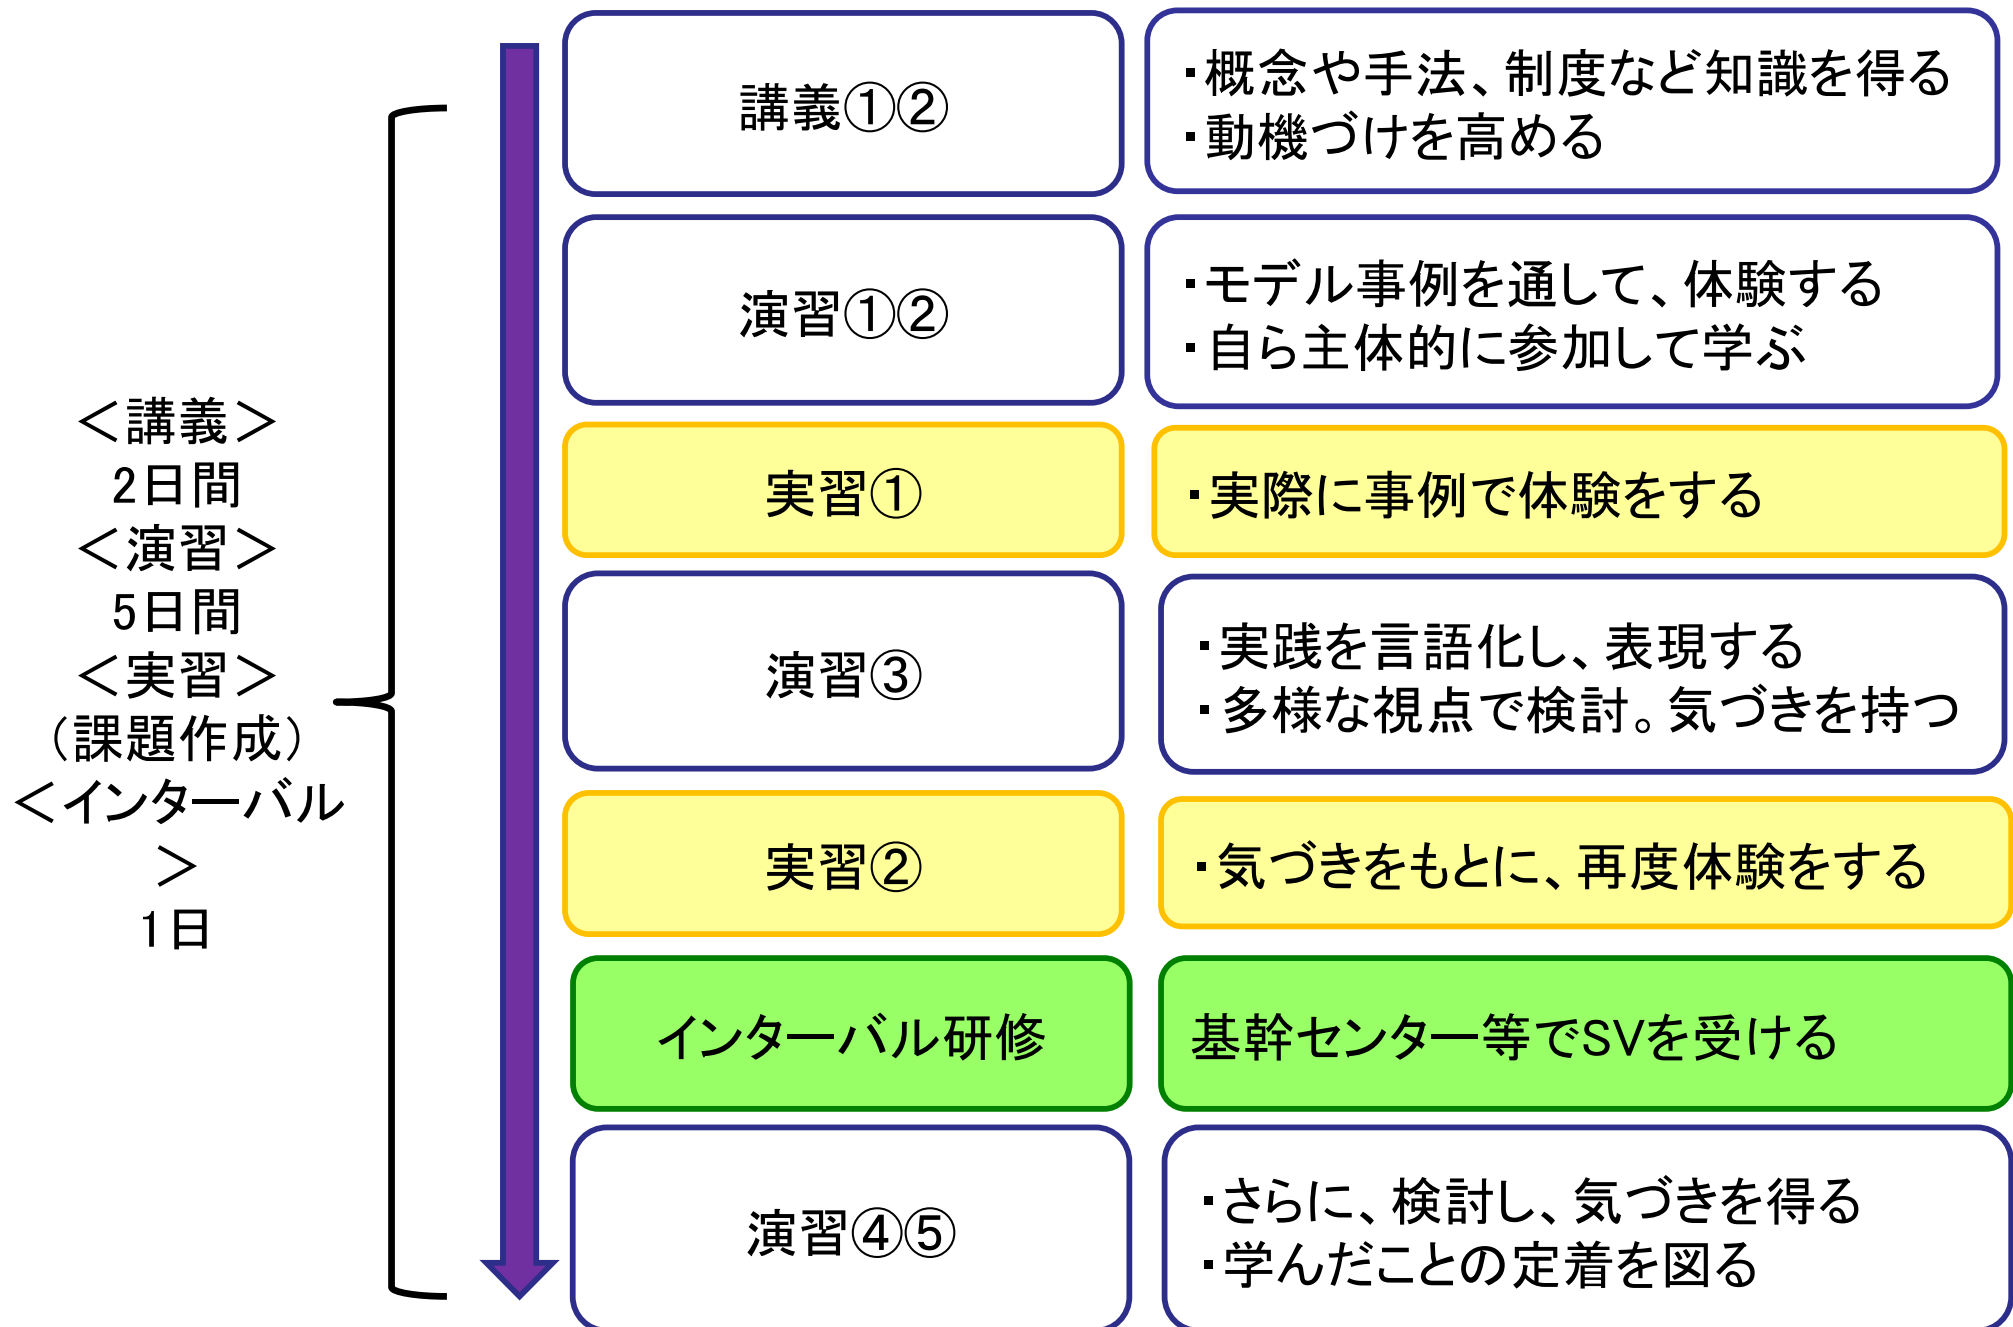 ＜講義＞
2日間
＜演習＞
5日間
＜実習＞
（課題作成）
＜インターバル
＞
1日
講義①②
・概念や手法、制度など知識を得る
・動機づけを高める
演習①②
・モデル事例を通して、体験する
・自ら主体的に参加して学ぶ
実習①
・実際に事例で体験をする
演習③
・実践を言語化し、表現する
・多様な視点で検討。気づきを持つ
実習②
・気づきをもとに、再度体験をする
インターバル研修
基幹センター等でSVを受ける
演習④⑤
・さらに、検討し、気づきを得る
・学んだことの定着を図る